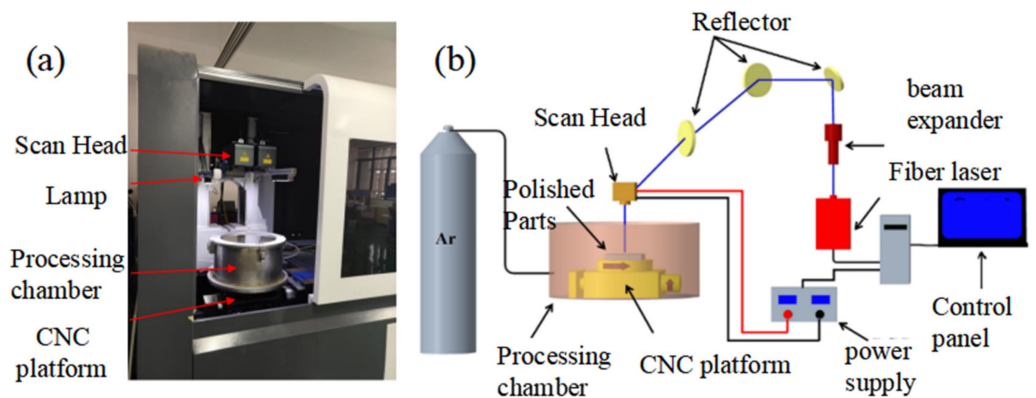 (a)
Scan Head
Lamp
Processing
chamber
CNC
platform
(b)
Reflector
beam
expander
Scan Head
Fiber laser
Polished
Parts
Ar
Control
panel
Processing
chamber
CNC platform
power
supply